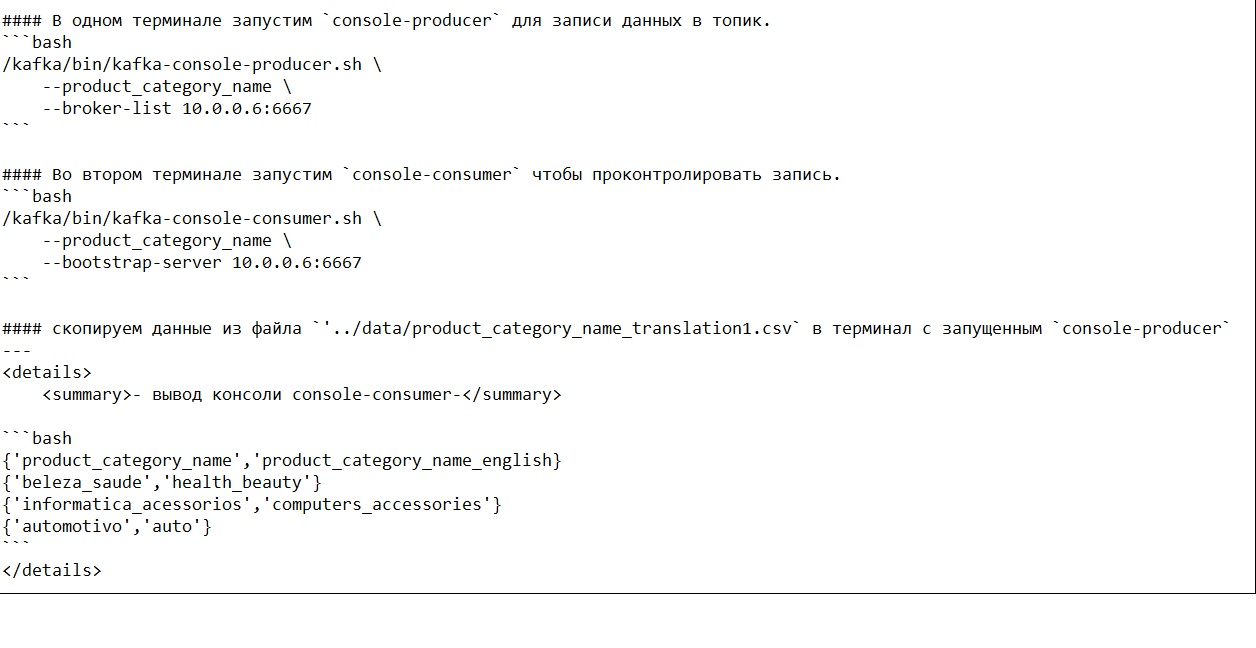 #### В одном терминале запустим `console-producer` для записи данных в топик.
```bash
/kafka/bin/kafka-console-producer.sh \
    --product_category_name \
    --broker-list 10.0.0.6:6667
```
#### Во втором терминале запустим `console-consumer` чтобы проконтролировать запись.
```bash
/kafka/bin/kafka-console-consumer.sh \
    --product_category_name \
    --bootstrap-server 10.0.0.6:6667
```
#### скопируем данные из файла `'../data/product_category_name_translation1.csv` в терминал с запущенным `console-producer`
---
<details>
    <summary>- вывод консоли console-consumer-</summary>
```bash
{'product_category_name','product_category_name_english}
{'beleza_saude','health_beauty'}
{'informatica_acessorios','computers_accessories'}
{'automotivo','auto'}
```
</details>